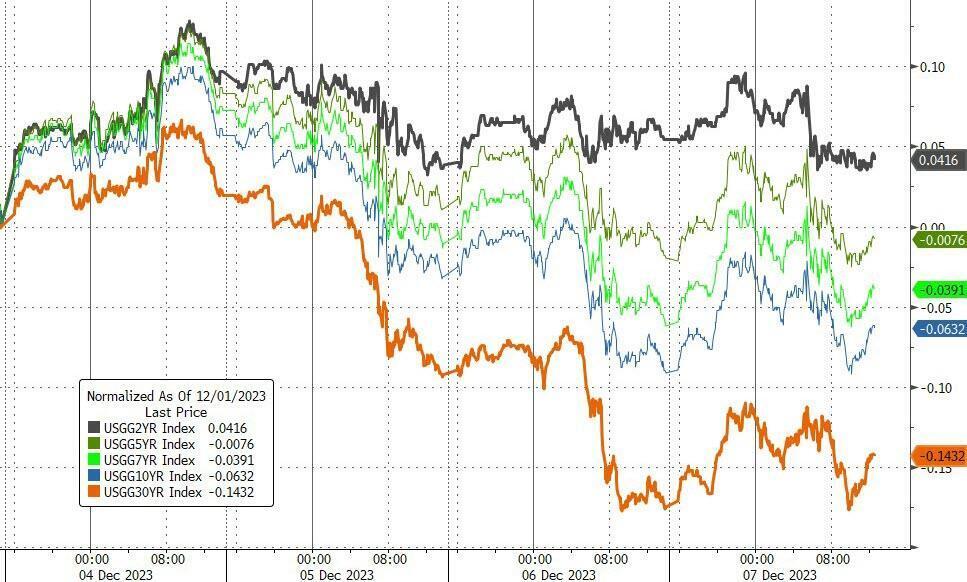 0.10
0.05
0.0416
0.00
-0.0076
-0.0391
-0.05
-0.0632
-0.10
-0.1432
-0.15
Normalized As Of 12/01/2023
Last Price
USGG2YR Index 0.0416
USGG5YR Index -0.0076
USGG7YR Index -0.0391
USGG10YR Index -0.0632
USGG30YR Index -0.1432
00:00 08:00 00:00 08:00 00:00 08:00 00:00 08:00
04 Dec 2023 05 Dec 2023 06 Dec 2023 07 Dec 2023